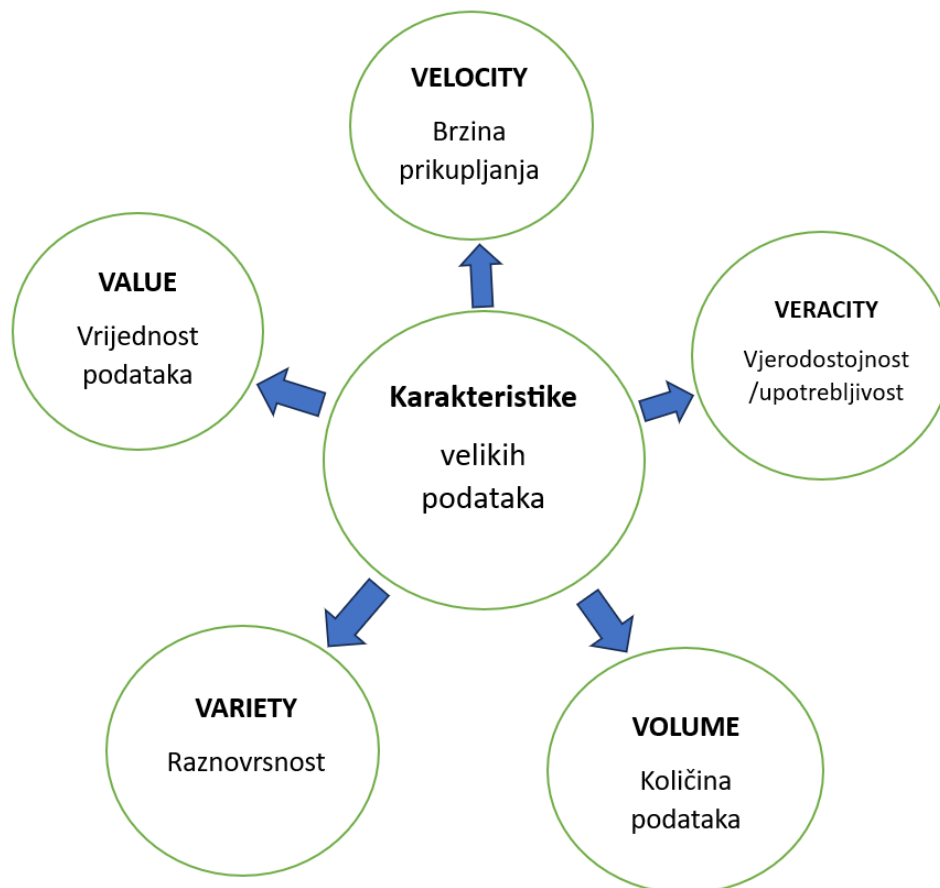 VELOCITY
Brzina
prikupljanja
VALUE
Vrijednost
podataka
VERACITY
Vjerodostojnost
/upotrebljivost
Karakteristike
velikih
podataka
VARIETY
Raznovrsnost
VOLUME
Količina
podataka